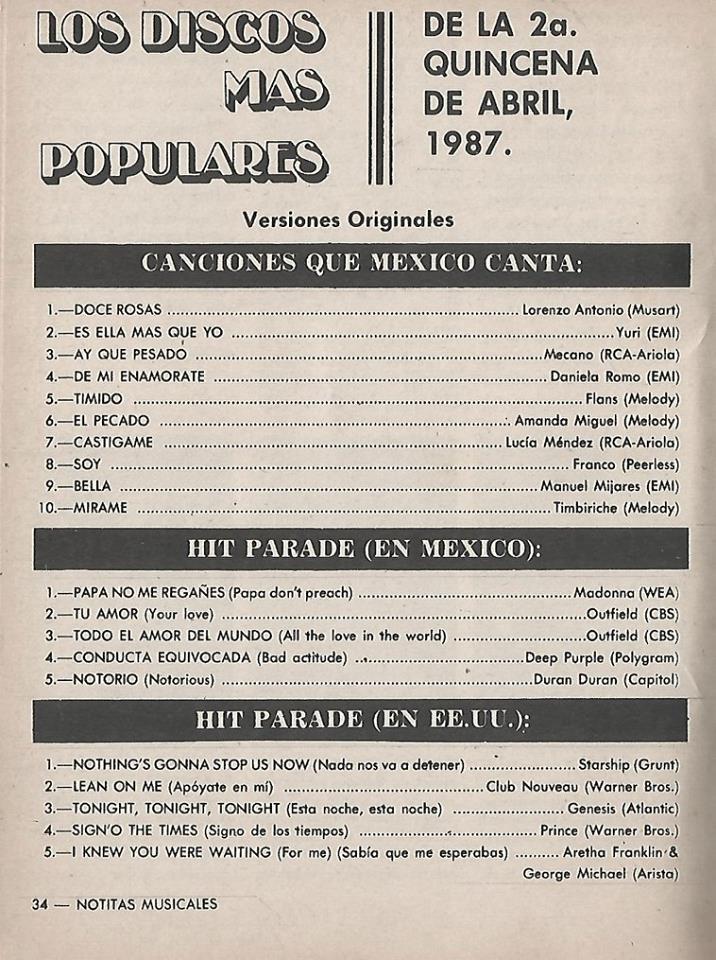 LOS DISCOS
MAS
POPULARES
DE LA 2a.
QUINCENA
DE ABRIL,
1987.
Versiones Originales
CANCIONES QUE MEXICO CANTA:
1.—DOCE ROSAS ........ Lorenzo Antonio (Musart)
2.—ES ELLA MAS QUE YO ........ Yuri (EMI)
3.—AY QUE PESADO ........ Mecano (RCA-Ariola)
4.—DE MI ENAMORATE ........ Daniela Romo (EMI)
5.—TIMIDO ........ Flans (Melody)
6.—EL PECADO ........ Amanda Miguel (Melody)
7.—CASTIGAME ........ Lucía Méndez (RCA-Ariola)
8.—SOY ........ Franco (Peerless)
9.—BELLA ........ Manuel Mijares (EMI)
10.—MIRAME ........ Timbiriche (Melody)
HIT PARADE (EN MEXICO):
1.—PAPA NO ME REGAÑES (Papa don't preach) ........ Madonna (WEA)
2.—TU AMOR (Your love) ........ Outfield (CBS)
3.—TODO EL AMOR DEL MUNDO (All the love in the world) ........ Outfield (CBS)
4.—CONDUCTA EQUIVOCADA (Bad actitude) ........ Deep Purple (Polygram)
5.—NOTORIO (Notorious) ........ Duran Duran (Capitol)
HIT PARADE (EN EE.UU.):
1.—NOTHING'S GONNA STOP US NOW (Nada nos va a detener) ........ Starship (Grunt)
2.—LEAN ON ME (Apóyate en mí) ........ Club Nouveau (Warner Bros.)
3.—TONIGHT, TONIGHT, TONIGHT (Esta noche, esta noche) ........ Genesis (Atlantic)
4.—SIGN'O THE TIMES (Signo de los tiempos) ........ Prince (Warner Bros.)
5.—I KNEW YOU WERE WAITING (For me) (Sabía que me esperabas) ........ Aretha Franklin &
George Michael (Arista)
34 — NOTITAS MUSICALES